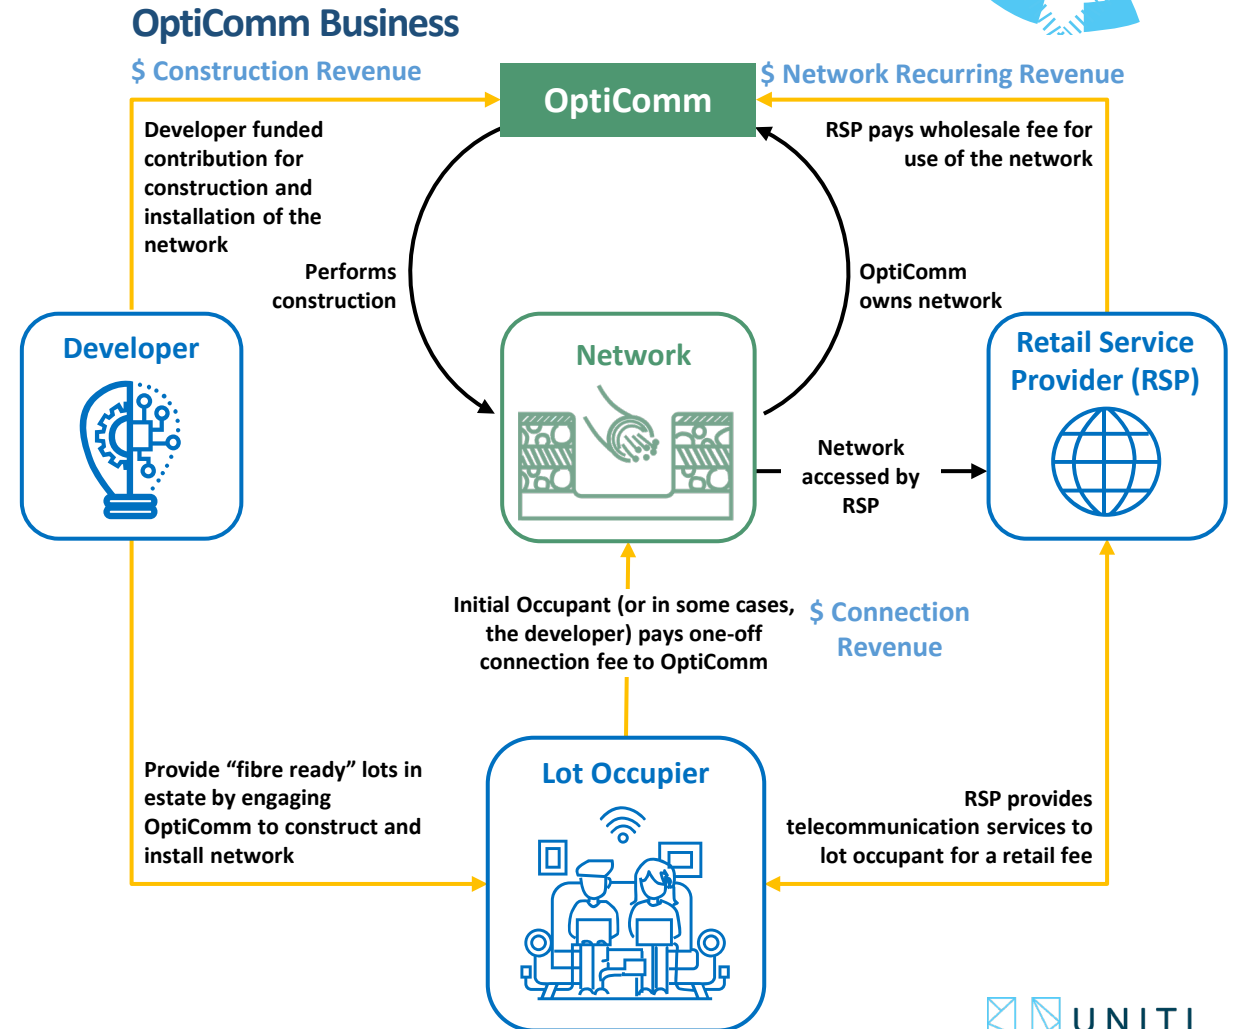 OptiComm Business
$ Construction Revenue
OptiComm
$ Network Recurring Revenue
Developer funded
contribution for
construction and
installation of the
network
RSP pays wholesale fee for
use of the network
Performs
construction
OptiComm
owns network
Developer
Network
Retail Service
Provider (RSP)
Network
accessed by
RSP
Initial Occupant (or in some cases,
the developer) pays one-off
connection fee to OptiComm
$ Connection
Revenue
Provide “fibre ready” lots in
estate by engaging
OptiComm to construct and
install network
Lot Occupier
RSP provides
telecommunication services to
lot occupant for a retail fee
UNITI